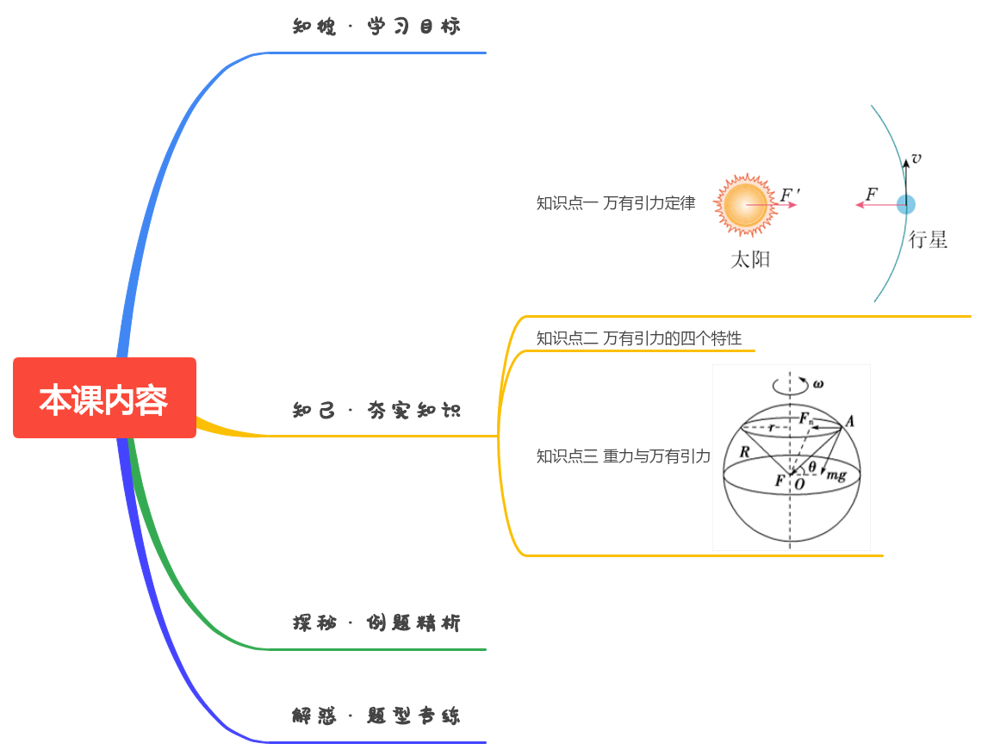 知彼·学习目标
知识点一 万有引力定律
F'
F
v
太阳
行星
知识点二 万有引力的四个特性
本课内容
知己·夯实知识
知识点三 重力与万有引力
ω
Fn
A
r
R
θ
F
O
mg
探秘·例题精析
解惑·题型专练